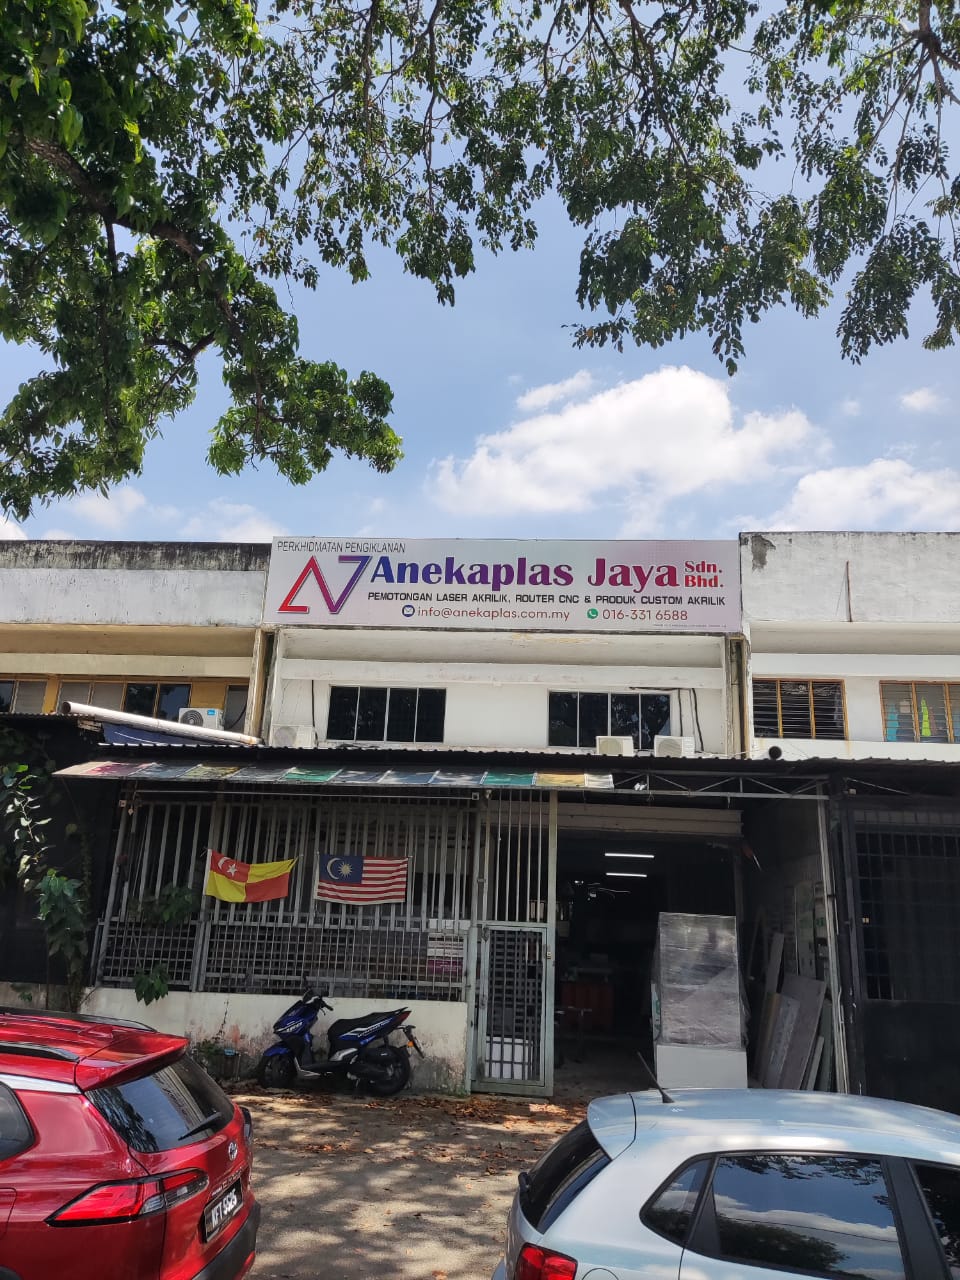 PERKHIDMATAN PENGIKLANAN
AJ Anekaplas Jaya Sdn. Bhd.
PEMOTONGAN LASER AKRILIK, ROUTER CNC & PRODUK CUSTOM AKRILIK
info@anekaplas.com.my 016-331 6588